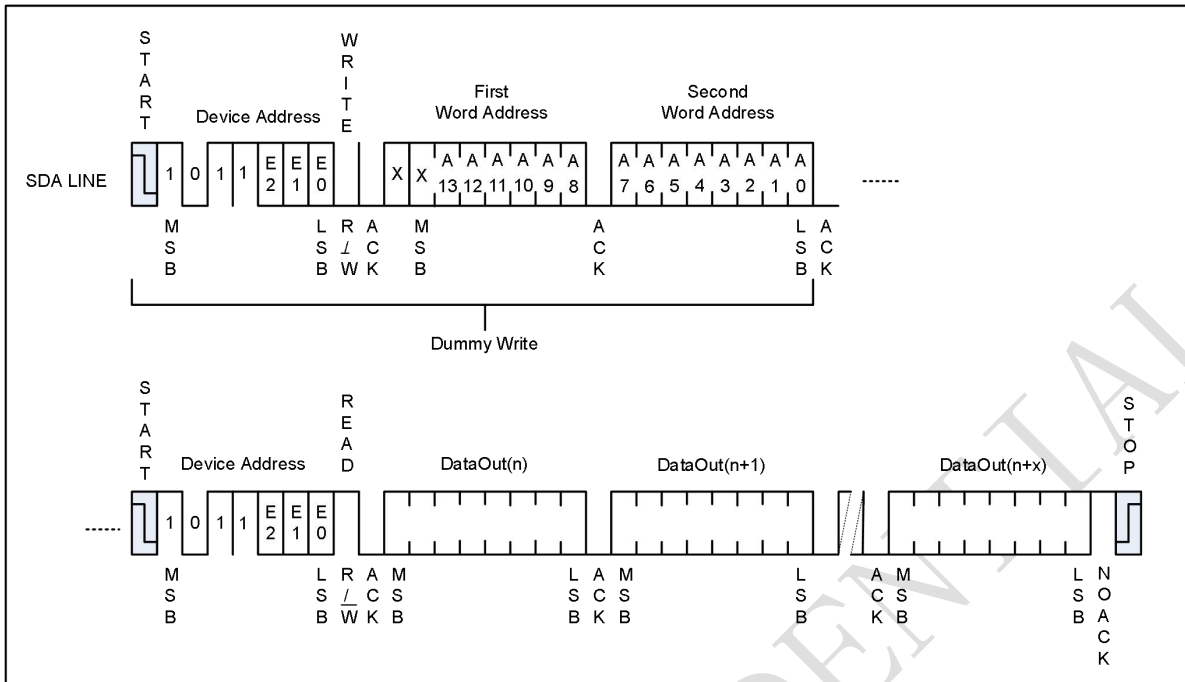 START
WRITE
First
Word Address
Second
Word Address
Device Address
SDA LINE
1 0 1 1 E2 E1 E0 X X A13 A12 A11 A10 A9 A8 A7 A6 A5 A4 A3 A2 A1 A0 ......
MSB LSB R/W ACK MSB ACK LSB ACK
Dummy Write
START
READ
STOP
Device Address DataOut(n) DataOut(n+1) DataOut(n+x)
...... 1 0 1 1 E2 E1 E0
MSB LSB R/W ACK MSB LSB ACK MSB LSB ACK MSB LSB NOACK